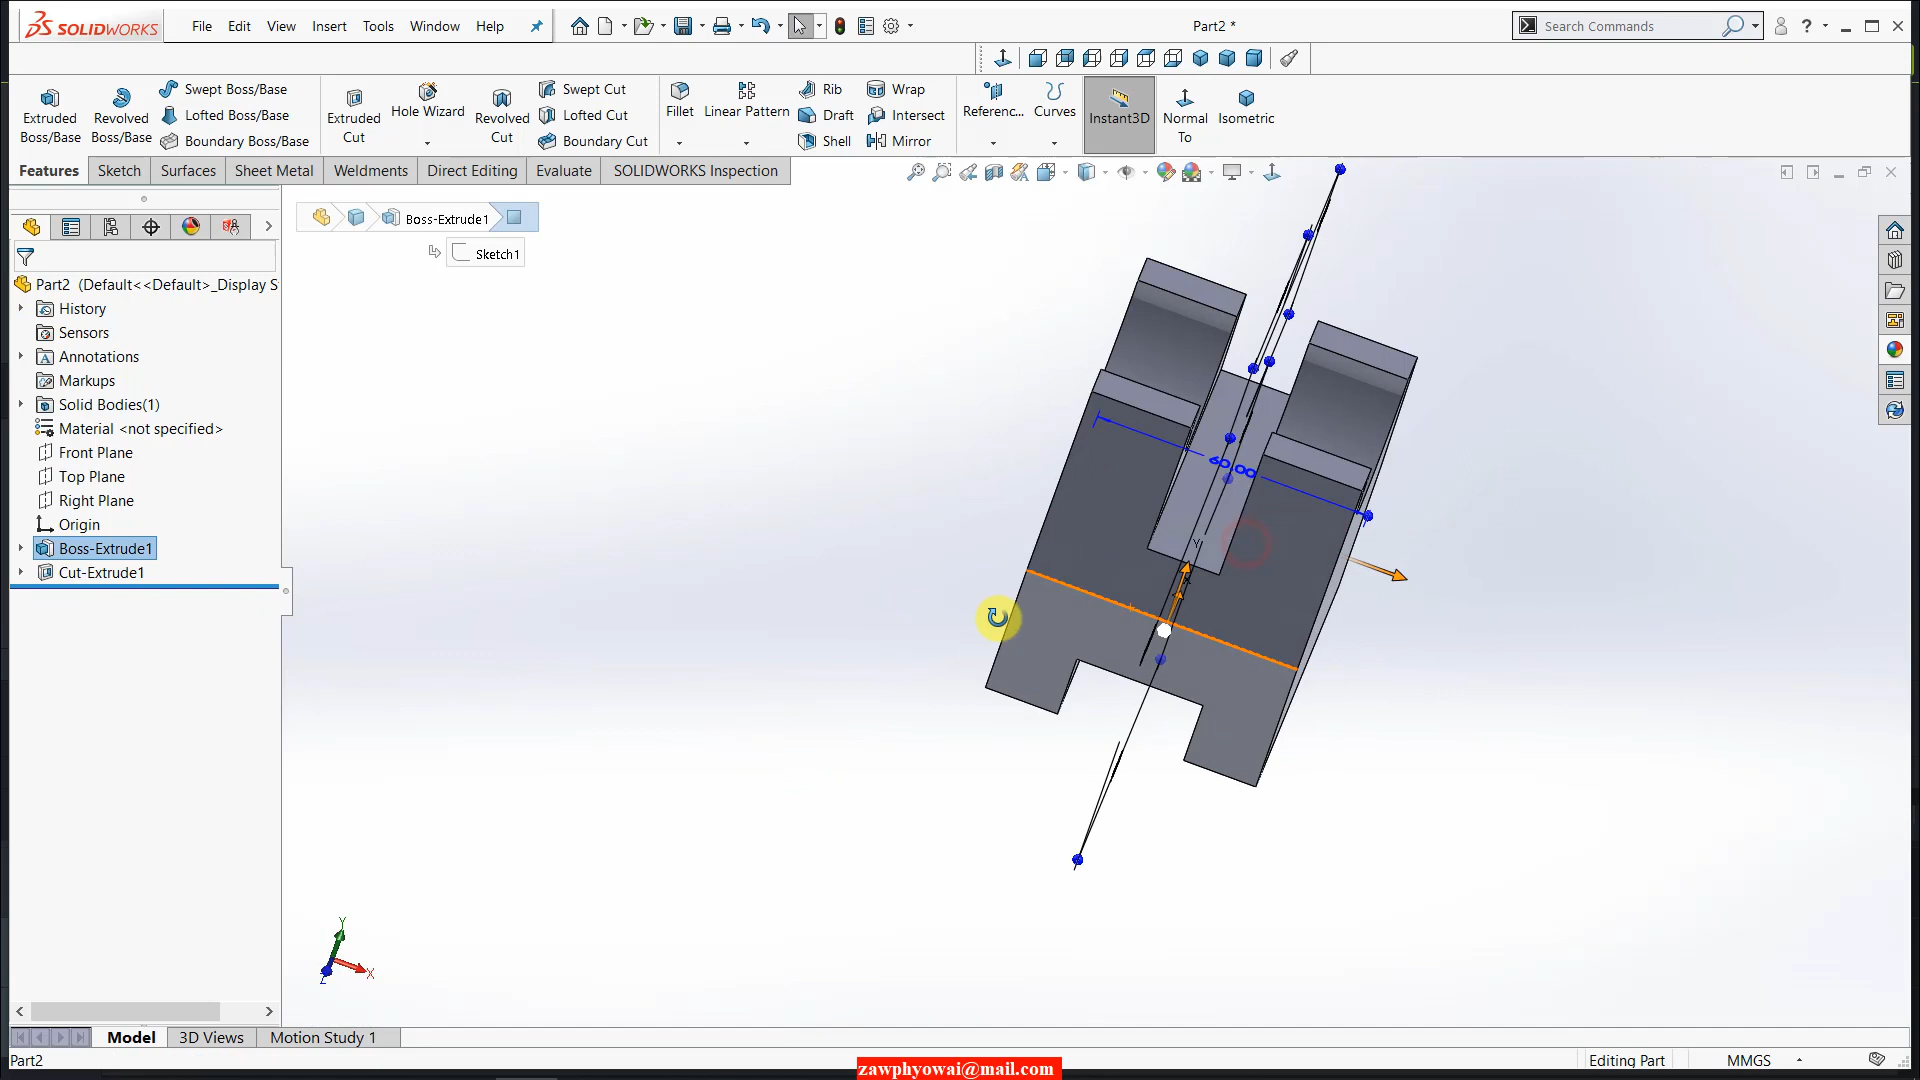 SOLIDWORKS File Edit View Insert Tools Window Help Part2 * Search Commands ?
Extruded Boss/Base
Revolved Boss/Base
Swept Boss/Base
Lofted Boss/Base
Boundary Boss/Base
Extruded Cut
Hole Wizard
Revolved Cut
Swept Cut
Lofted Cut
Boundary Cut
Fillet
Linear Pattern
Rib
Draft
Shell
Wrap
Intersect
Mirror
Referenc...
Curves
Instant3D
Normal To
Isometric
Features Sketch Surfaces Sheet Metal Weldments Direct Editing Evaluate SOLIDWORKS Inspection
Boss-Extrude1
Sketch1
Part2 (Default<<Default>_Display S
History
Sensors
Annotations
Markups
Solid Bodies(1)
Material <not specified>
Front Plane
Top Plane
Right Plane
Origin
Boss-Extrude1
Cut-Extrude1
60.00
Y
Y
X
Z
Model 3D Views Motion Study 1
Part2 Editing Part MMGS
zawphyowai@mail.com